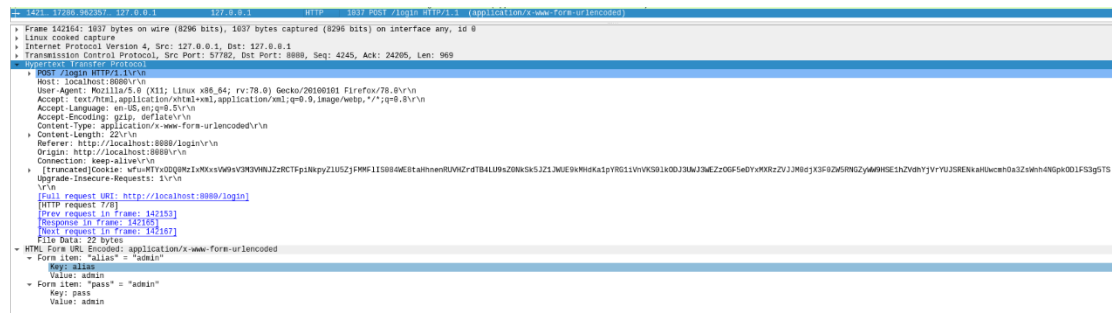 1421… 17286.962357… 127.0.0.1 127.0.0.1 HTTP 1037 POST /login HTTP/1.1 (application/x-www-form-urlencoded)
Frame 142164: 1037 bytes on wire (8296 bits), 1037 bytes captured (8296 bits) on interface any, id 0
Linux cooked capture
Internet Protocol Version 4, Src: 127.0.0.1, Dst: 127.0.0.1
Transmission Control Protocol, Src Port: 57782, Dst Port: 8080, Seq: 4245, Ack: 24205, Len: 969
Hypertext Transfer Protocol
POST /login HTTP/1.1\r\n
Host: localhost:8080\r\n
User-Agent: Mozilla/5.0 (X11; Linux x86_64; rv:78.0) Gecko/20100101 Firefox/78.0\r\n
Accept: text/html,application/xhtml+xml,application/xml;q=0.9,image/webp,*/*;q=0.8\r\n
Accept-Language: en-US,en;q=0.5\r\n
Accept-Encoding: gzip, deflate\r\n
Content-Type: application/x-www-form-urlencoded\r\n
Content-Length: 22\r\n
Referer: http://localhost:8080/login\r\n
Origin: http://localhost:8080\r\n
Connection: keep-alive\r\n
[truncated]Cookie:
Upgrade-Insecure-Requests: 1\r\n
\r\n
[Full request URI: http://localhost:8080/login]
[HTTP request 7/8]
[Prev request in frame: 142153]
[Response in frame: 142165]
[Next request in frame: 142167]
File Data: 22 bytes
HTML Form URL Encoded: application/x-www-form-urlencoded
Form item: "alias" = "admin"
Key: alias
Value: admin
Form item: "pass" = "admin"
Key: pass
Value: admin